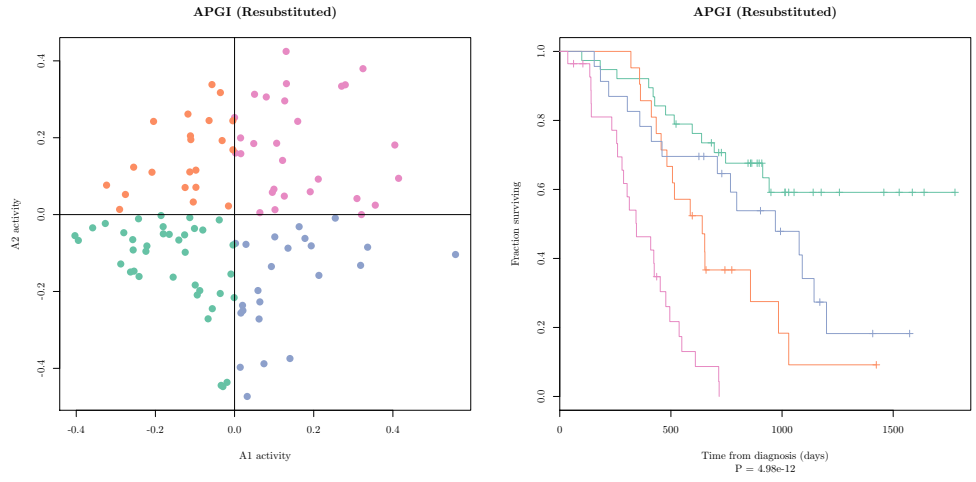 APGI (Resubstituted)
A2 activity
0.4
0.2
0.0
-0.2
-0.4
-0.4
-0.2
0.0
0.2
0.4
A1 activity
APGI (Resubstituted)
Fraction surviving
1.0
0.8
0.6
0.4
0.2
0.0
0
500
1000
1500
Time from diagnosis (days)
P = 4.98e-12